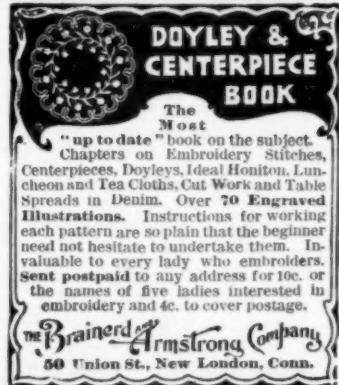 DOYLEY &
CENTERPIECE
BOOK
The
Most
"up to date" book on the subject.
Chapters on Embroidery Stitches,
Centerpieces, Doyleys, Ideal Honiton, Lun-
cheon and Tea Cloths, Cut Work and Table
Spreads in Denim. Over 70 Engraved
Illustrations. Instructions for working
each pattern are so plain that the beginner
need not hesitate to undertake them. In-
valuable to every lady who embroiders.
Sent postpaid to any address for 10c. or
the names of five ladies interested in
embroidery and 4c. to cover postage.
THE Brainerd AND Armstrong Company
50 Union St., New London, Conn.